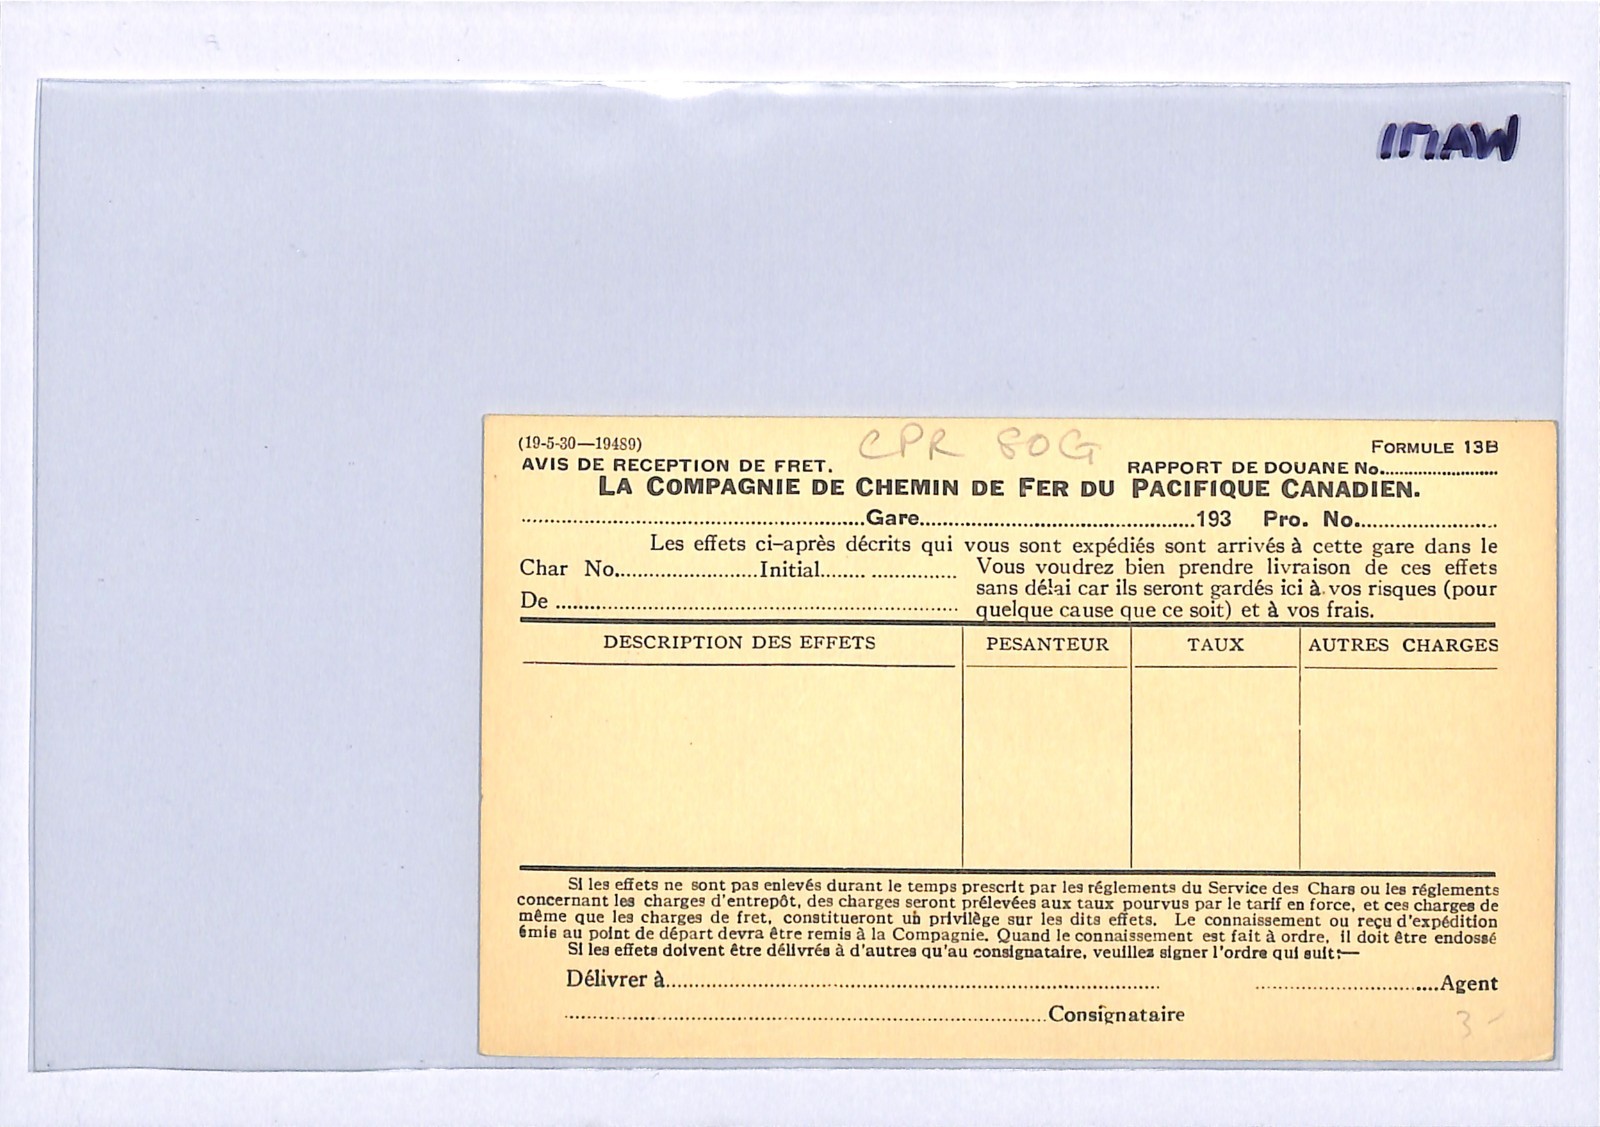 (19-5-30—19489)
CPR 80G
FORMULE 13B
AVIS DE RECEPTION DE FRET.
RAPPORT DE DOUANE No........................
LA COMPAGNIE DE CHEMIN DE FER DU PACIFIQUE CANADIEN.
........................Gare........................193 Pro. No........................
Les effets ci-après décrits qui vous sont expédiés sont arrivés à cette gare dans le
Char No........................Initial........................
De ........................
Vous voudrez bien prendre livraison de ces effets
sans délai car ils seront gardés ici à vos risques (pour
quelque cause que ce soit) et à vos frais.
DESCRIPTION DES EFFETS PESANTEUR TAUX AUTRES CHARGES
Si les effets ne sont pas enlevés durant le temps prescrit par les réglements du Service des Chars ou les réglements
concernant les charges d'entrepôt, des charges seront prélevées aux taux pourvus par le tarif en force, et ces charges de
même que les charges de fret, constitueront un privilège sur les dits effets. Le connaissement ou reçu d'expédition
émis au point de départ devra être remis à la Compagnie. Quand le connaissement est fait à ordre, il doit être endossé
Si les effets doivent être délivrés à d'autres qu'au consignataire, veuillez signer l'ordre qui suit:—
Délivrer à........................ ........................Agent
........................Consignataire
3-